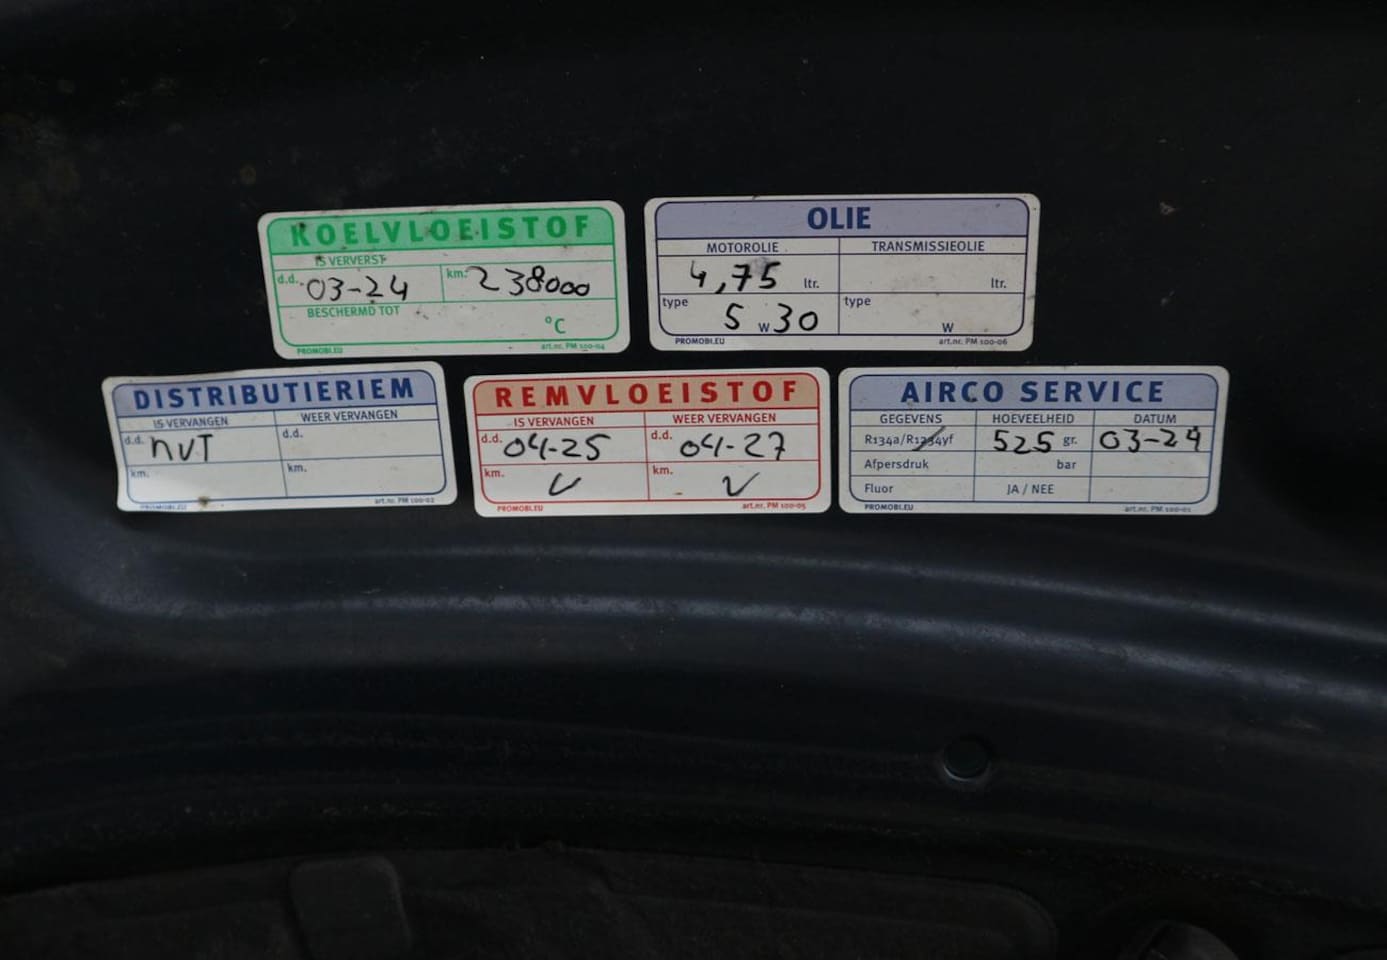 KOELVLOEISTOF
IS VERVERST
d.d. 03-24 km. 238000
BESCHERMD TOT
°C
PROMOBI.EU art.nr. PM 100-04
OLIE
MOTOROLIE TRANSMISSIEOLIE
4,75 ltr. ltr.
type 5 W 30 type W
PROMOBI.EU art.nr. PM 100-06
DISTRIBUTIERIEM
IS VERVANGEN WEER VERVANGEN
d.d. nvT d.d.
km. km.
PROMOBI.EU art.nr. PM 100-02
REMVLOEISTOF
IS VERVANGEN WEER VERVANGEN
d.d. 04-25 d.d. 04-27
km. km.
PROMOBI.EU art.nr. PM 100-05
AIRCO SERVICE
GEGEVENS HOEVEELHEID DATUM
R134a/R1234yf 525 gr. 03-24
Afpersdruk bar
Fluor JA / NEE
PROMOBI.EU art.nr. PM 100-01